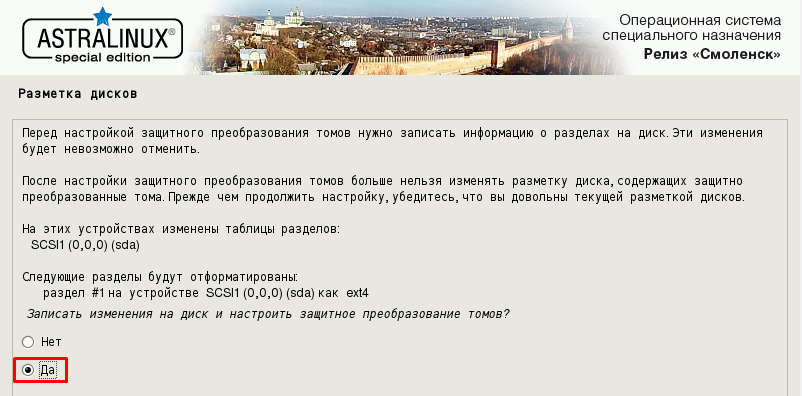 ASTRALINUX®
special edition
Операционная система
специального назначения
Релиз «Смоленск»
Разметка дисков
Перед настройкой защитного преобразования томов нужно записать информацию о разделах на диск. Эти изменения
будет невозможно отменить.
После настройки защитного преобразования томов больше нельзя изменять разметку диска, содержащих защитно
преобразованные тома. Прежде чем продолжить настройку, убедитесь, что вы довольны текущей разметкой дисков.
На этих устройствах изменены таблицы разделов:
SCSI1 (0,0,0) (sda)
Следующие разделы будут отформатированы:
раздел #1 на устройстве SCSI1 (0,0,0) (sda) как ext4
Записать изменения на диск и настроить защитное преобразование томов?
Нет
Да